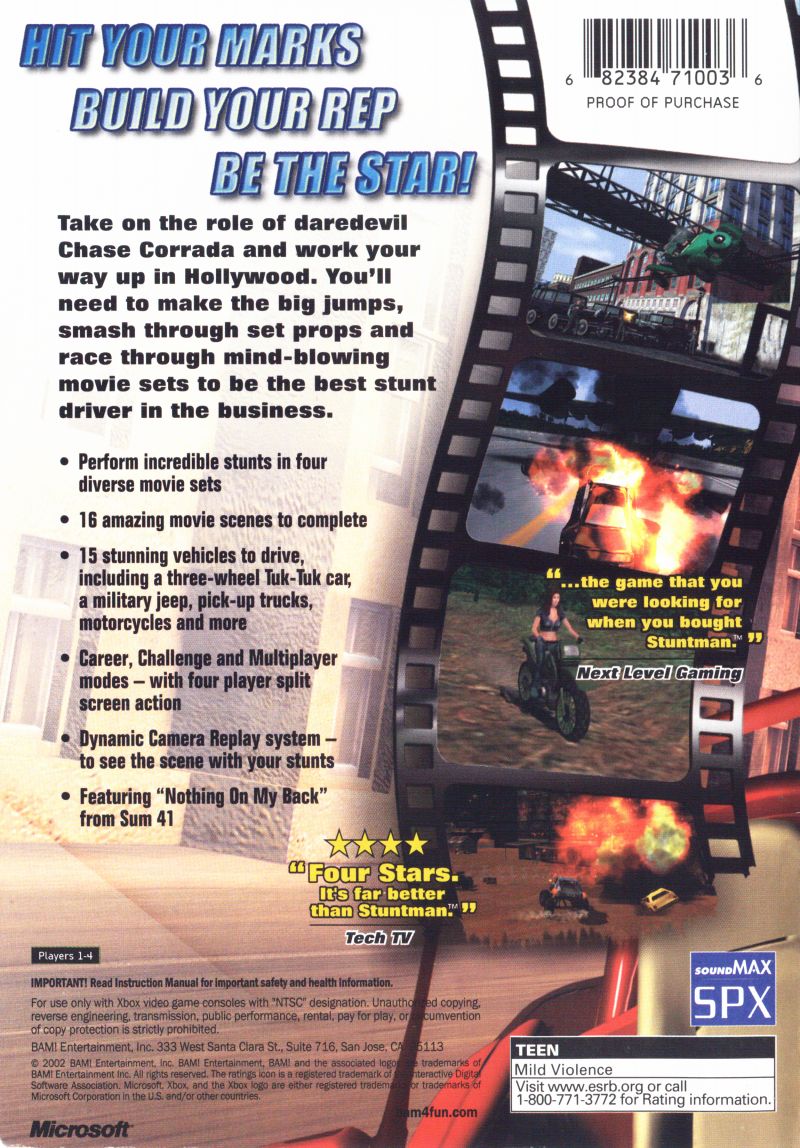 HIT YOUR MARKS
BUILD YOUR REP
BE THE STAR!
Take on the role of daredevil
Chase Corrada and work your
way up in Hollywood. You'll
need to make the big jumps,
smash through set props and
race through mind-blowing
movie sets to be the best stunt
driver in the business.
• Perform incredible stunts in four
diverse movie sets
• 16 amazing movie scenes to complete
• 15 stunning vehicles to drive,
including a three-wheel Tuk-Tuk car,
a military jeep, pick-up trucks,
motorcycles and more
• Career, Challenge and Multiplayer
modes – with four player split
screen action
• Dynamic Camera Replay system –
to see the scene with your stunts
• Featuring "Nothing On My Back"
from Sum 41
6 82384 71003 6
PROOF OF PURCHASE
"...the game that you
were looking for
when you bought
Stuntman.™"
Next Level Gaming
"Four Stars.
It's far better
than Stuntman.™"
Tech TV
Players 1-4
IMPORTANT! Read Instruction Manual for important safety and health information.
For use only with Xbox video game consoles with "NTSC" designation. Unauthorized copying,
reverse engineering, transmission, public performance, rental, pay for play, or circumvention
of copy protection is strictly prohibited.
BAM! Entertainment, Inc. 333 West Santa Clara St., Suite 716, San Jose, CA 95113
© 2002 BAM! Entertainment, Inc. BAM! Entertainment, BAM! and the associated logo are trademarks of
BAM! Entertainment Inc. All rights reserved. The ratings icon is a registered trademark of the Interactive Digital
Software Association. Microsoft, Xbox, and the Xbox logo are either registered trademarks or trademarks of
Microsoft Corporation in the U.S. and/or other countries.
bam4fun.com
Microsoft
SOUNDMAX
SPX
TEEN
Mild Violence
Visit www.esrb.org or call
1-800-771-3772 for Rating information.